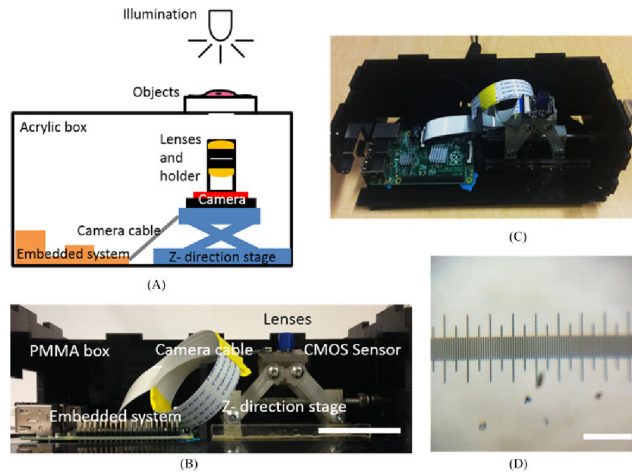 Illumination
Objects
Acrylic box
Lenses
and
holder
Camera
Camera cable
Embedded system
Z- direction stage
(A)
(C)
Lenses
PMMA box
Camera cable
CMOS Sensor
Embedded system
Z- direction stage
(B)
(D)